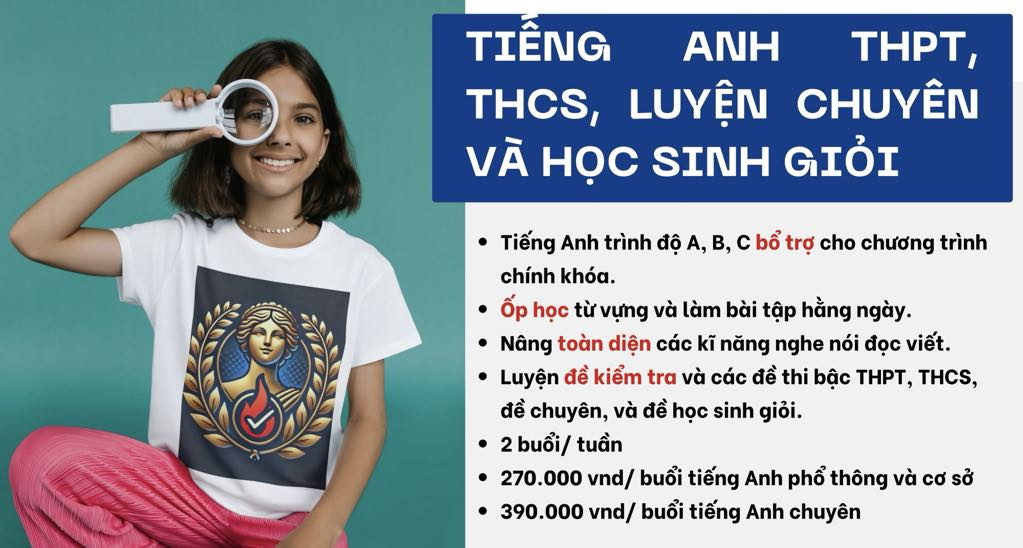 TIẾNG ANH THPT,
THCS, LUYỆN CHUYÊN
VÀ HỌC SINH GIỎI
• Tiếng Anh trình độ A, B, C bổ trợ cho chương trình
chính khóa.
• Ốp học từ vựng và làm bài tập hằng ngày.
• Nâng toàn diện các kĩ năng nghe nói đọc viết.
• Luyện đề kiểm tra và các đề thi bậc THPT, THCS,
đề chuyên, và đề học sinh giỏi.
• 2 buổi/ tuần
• 270.000 vnd/ buổi tiếng Anh phổ thông và cơ sở
• 390.000 vnd/ buổi tiếng Anh chuyên